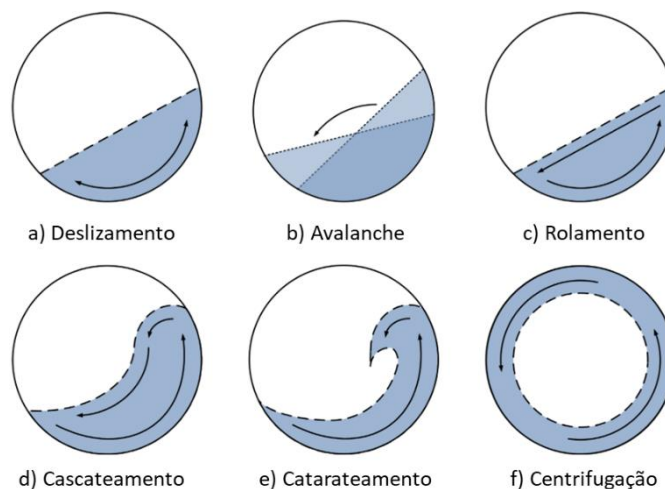 a) Deslizamento
b) Avalanche
c) Rolamento
d) Cascateamento
e) Catarateamento
f) Centrifugação